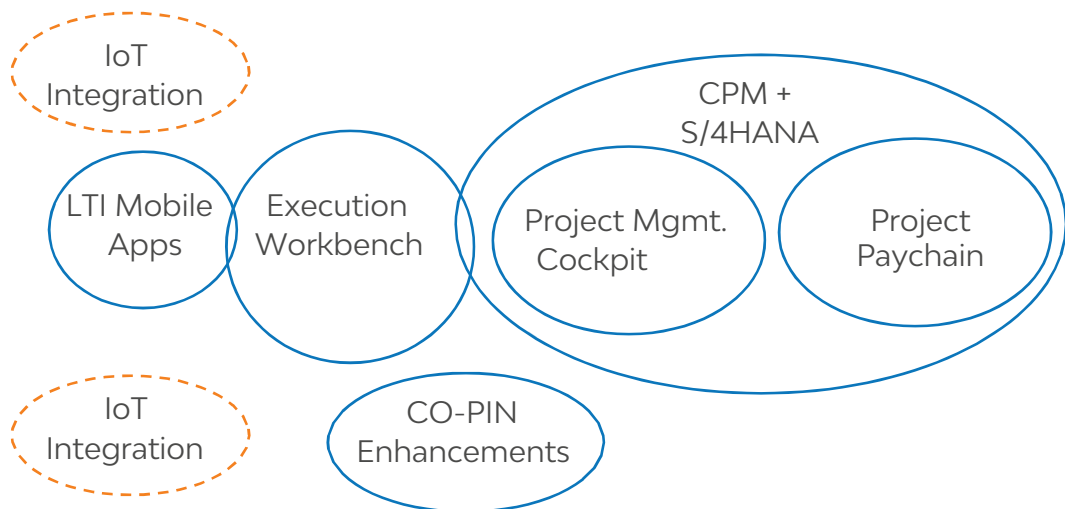 IoT
Integration
CPM +
S/4HANA
LTI Mobile
Apps
Execution
Workbench
Project Mgmt.
Cockpit
Project
Paychain
IoT
Integration
CO-PIN
Enhancements